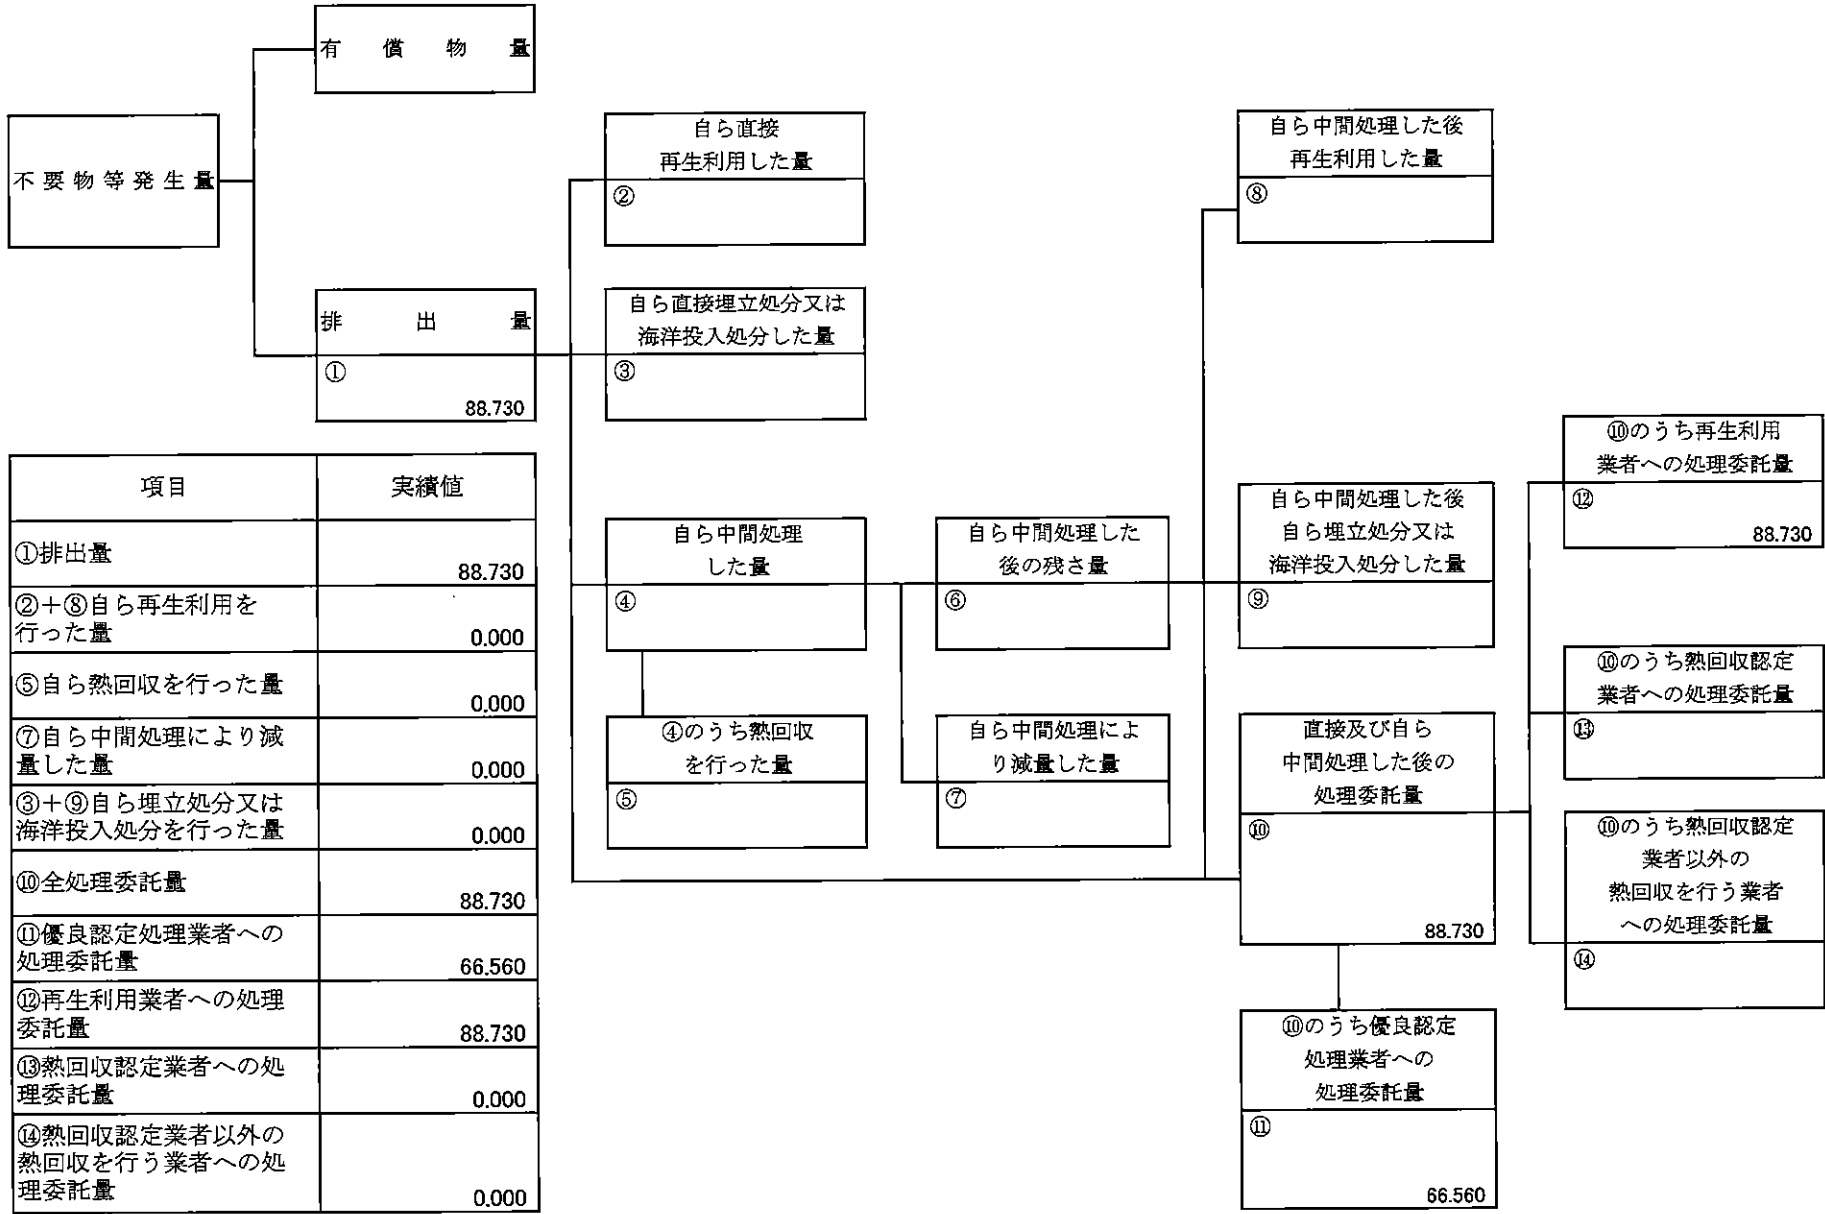 有償物量
不要物等発生量
排出量
①
88.730
自ら直接
再生利用した量
②
自ら直接埋立処分又は
海洋投入処分した量
③
自ら中間処理
した量
④
④のうち熱回収
を行った量
⑤
自ら中間処理した
後の残さ量
⑥
自ら中間処理によ
り減量した量
⑦
自ら中間処理した後
再生利用した量
⑧
自ら中間処理した後
自ら埋立処分又は
海洋投入処分した量
⑨
直接及び自ら
中間処理した後の
処理委託量
⑩
88.730
⑩のうち優良認定
処理業者への
処理委託量
⑪
66.560
⑩のうち再生利用
業者への処理委託量
⑫
88.730
⑩のうち熱回収認定
業者への処理委託量
⑬
⑩のうち熱回収認定
業者以外の
熱回収を行う業者
への処理委託量
⑭
項目 実績値
①排出量
88.730
②＋⑧自ら再生利用を
行った量
0.000
⑤自ら熱回収を行った量
0.000
⑦自ら中間処理により減
量した量
0.000
③＋⑨自ら埋立処分又は
海洋投入処分を行った量
0.000
⑩全処理委託量
88.730
⑪優良認定処理業者への
処理委託量
66.560
⑫再生利用業者への処理
委託量
88.730
⑬熱回収認定業者への処
理委託量
0.000
⑭熱回収認定業者以外の
熱回収を行う業者への処
理委託量
0.000